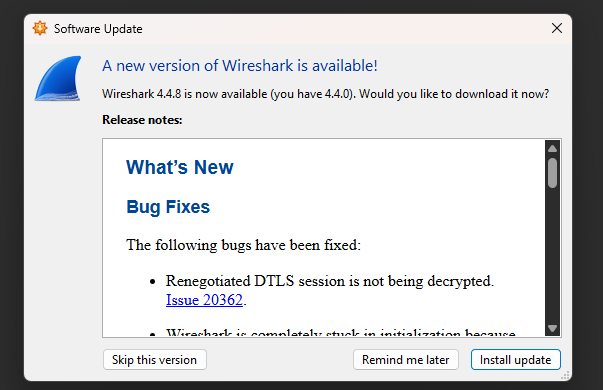 Software Update
A new version of Wireshark is available!
Wireshark 4.4.8 is now available (you have 4.4.0). Would you like to download it now?
Release notes:
What’s New
Bug Fixes
The following bugs have been fixed:
• Renegotiated DTLS session is not being decrypted.
Issue 20362.
• Wireshark is completely stuck in initialization because
Skip this version
Remind me later
Install update